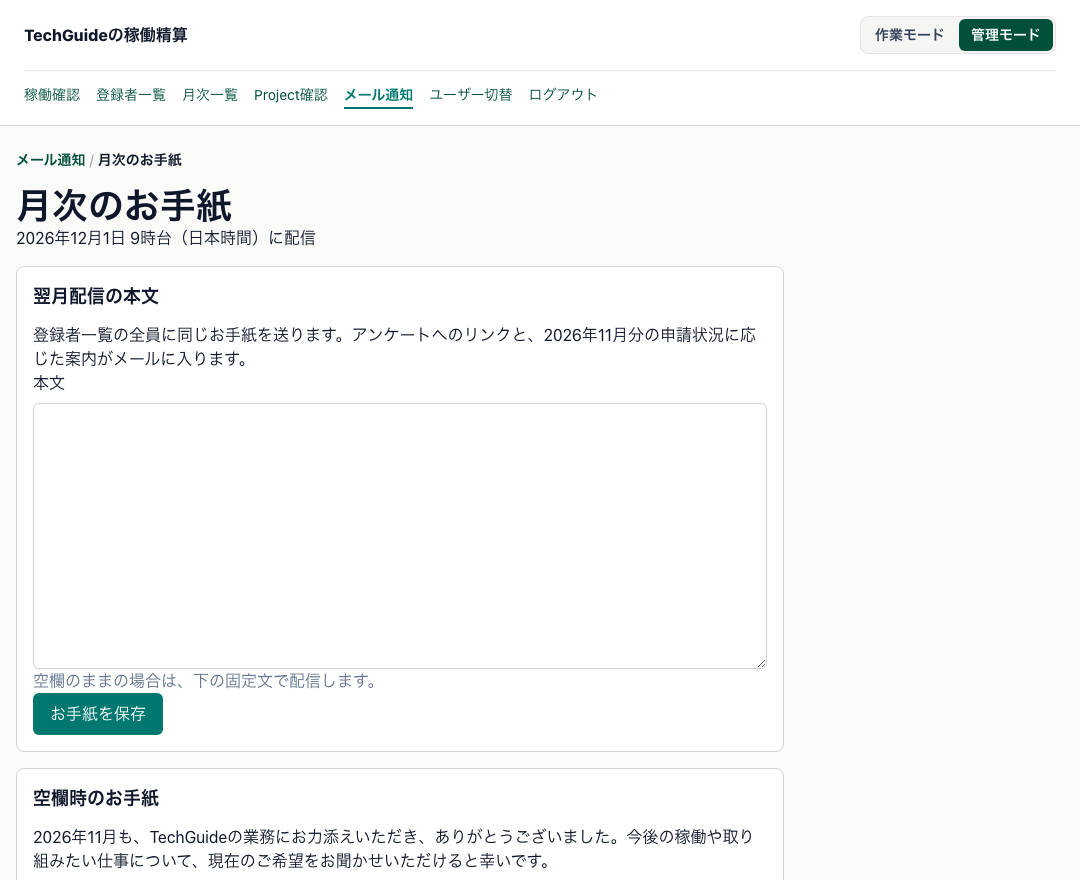 TechGuideの稼働精算
作業モード 管理モード
稼働確認 登録者一覧 月次一覧 Project確認 メール通知 ユーザー切替 ログアウト
メール通知 / 月次のお手紙
月次のお手紙
2026年12月1日 9時台（日本時間）に配信
翌月配信の本文
登録者一覧の全員に同じお手紙を送ります。アンケートへのリンクと、2026年11月分の申請状況に応
じた案内がメールに入ります。
本文
空欄のままの場合は、下の固定文で配信します。
お手紙を保存
空欄時のお手紙
2026年11月も、TechGuideの業務にお力添えいただき、ありがとうございました。今後の稼働や取り
組みたい仕事について、現在のご希望をお聞かせいただけると幸いです。